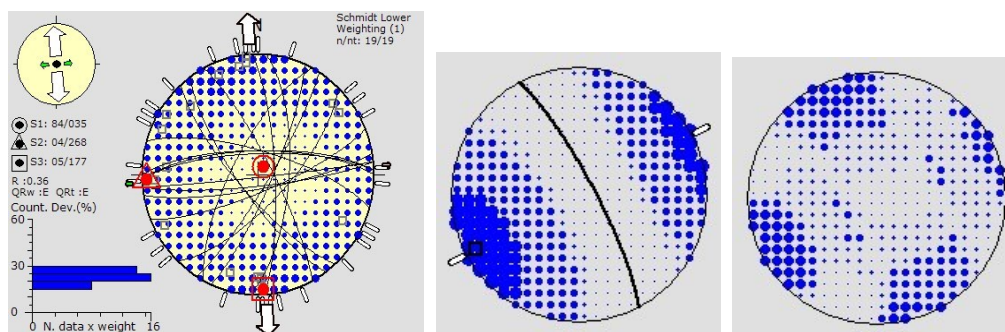 Schmidt Lower
Weighting (1)
n/nt: 19/19
S1: 84/035
S2: 04/268
S3: 05/177
R :0.36
QRw :E QRt :E
Count. Dev.(%)
60
30
0
0 N. data x weight 16